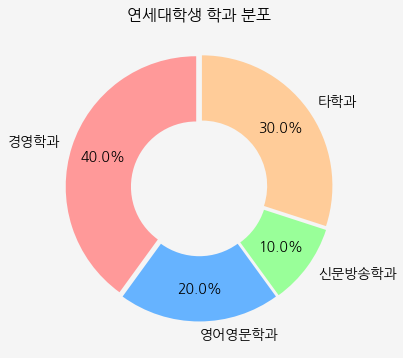 연세대학생 학과 분포
타학과
30.0%
경영학과
40.0%
10.0%
신문방송학과
20.0%
영어영문학과